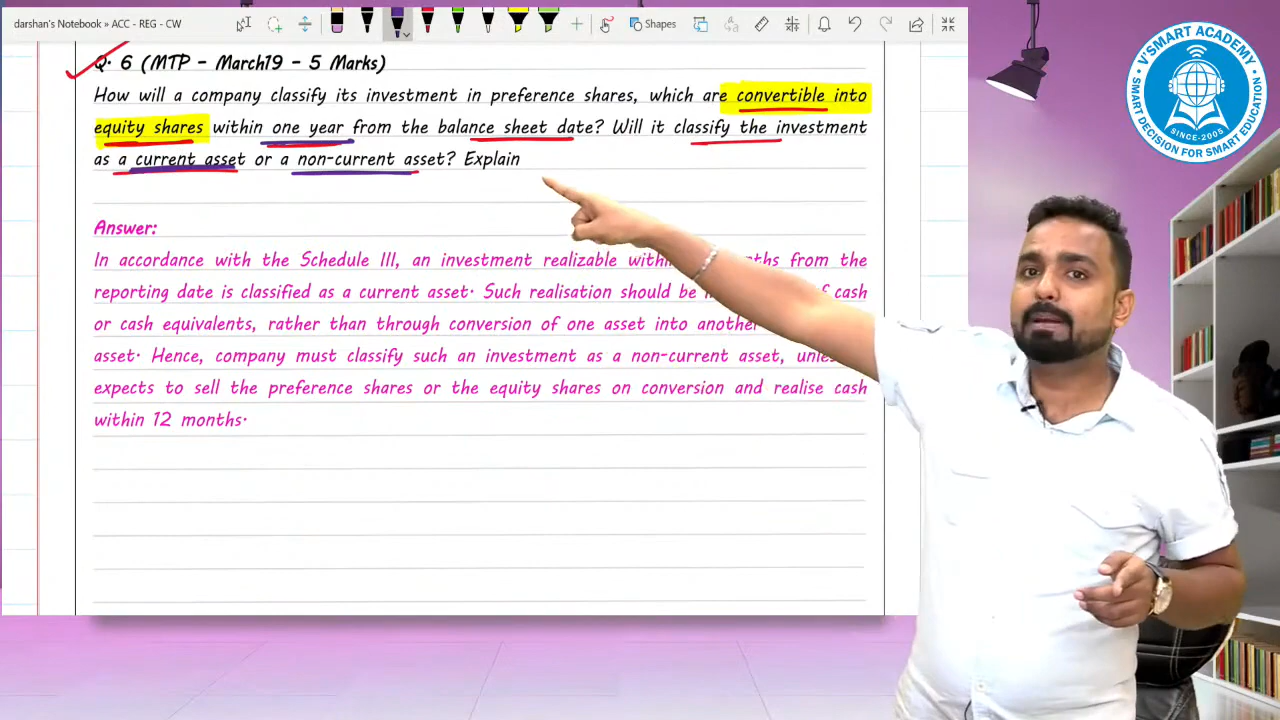 darshan's Notebook » ACC - REG - CW
Shapes
Q. 6 (MTP - March19 - 5 Marks)
How will a company classify its investment in preference shares, which are convertible into
equity shares within one year from the balance sheet date? Will it classify the investment
as a current asset or a non-current asset? Explain
Answer:
In accordance with the Schedule III, an investment realizable from the
reporting date is classified as a current asset. Such realisation should be of cash
or cash equivalents, rather than through conversion of one asset into another
asset. Hence, company must classify such an investment as a non-current asset,
expects to sell the preference shares or the equity shares on conversion and realise cash
within 12 months.
V'SMART ACADEMY
SINCE-2005
SMART DECISION FOR SMART EDUCATION